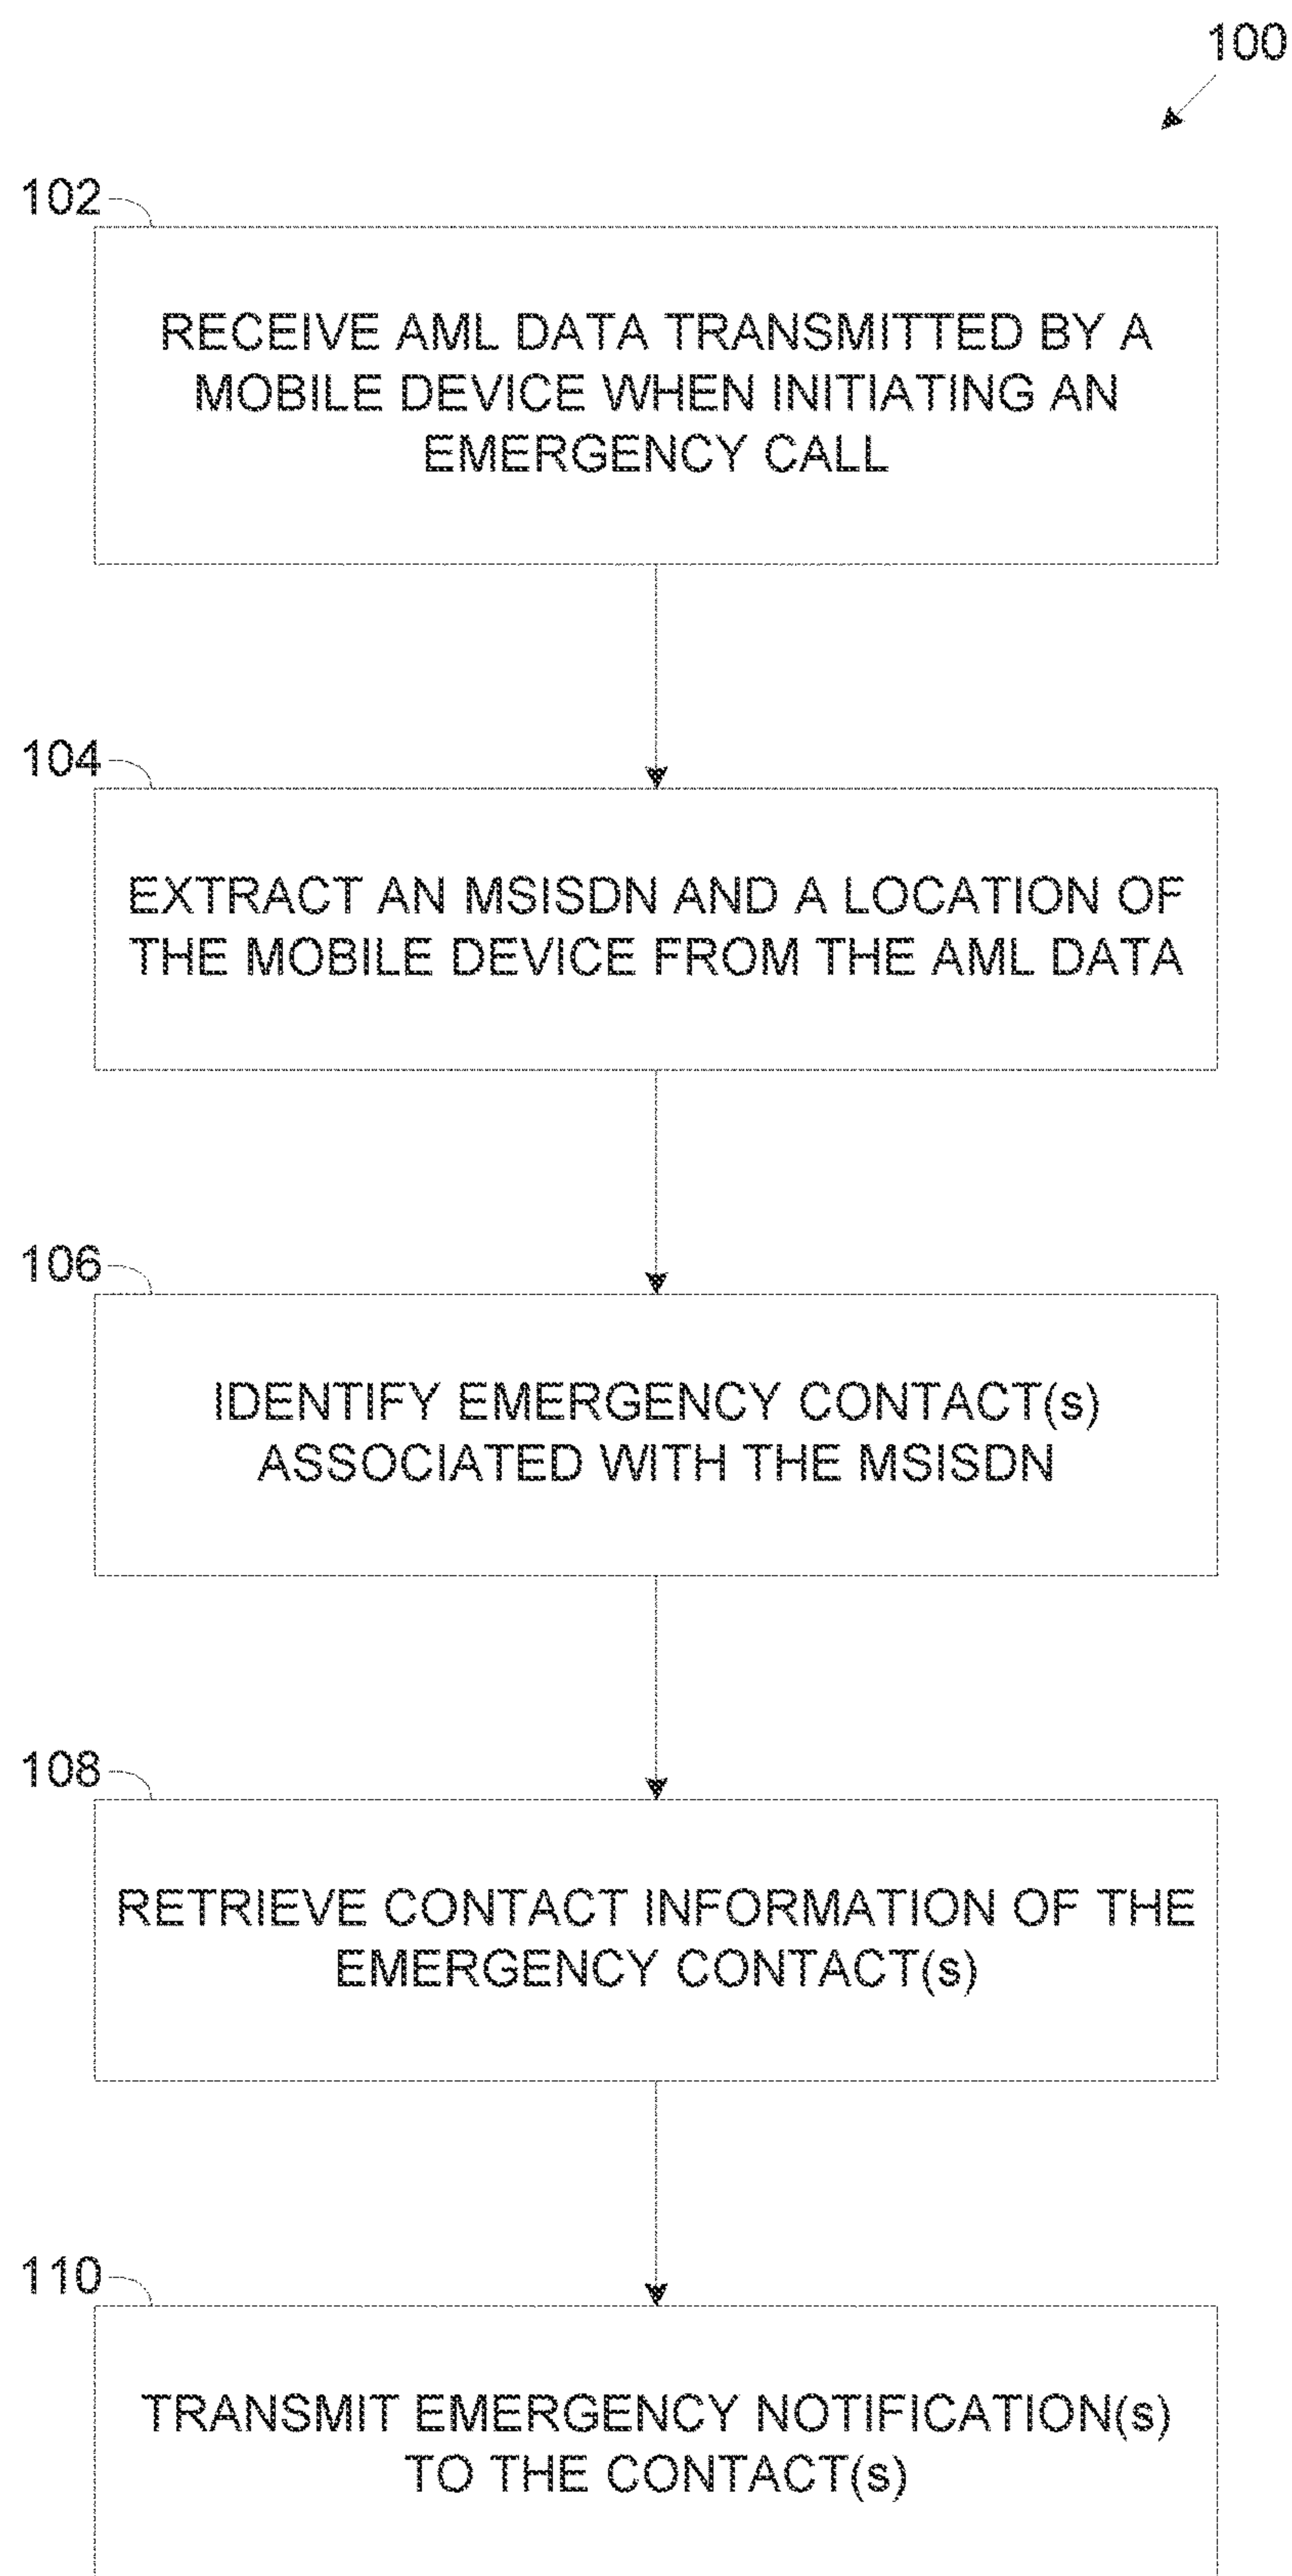 100
102
RECEIVE AML DATA TRANSMITTED BY A
MOBILE DEVICE WHEN INITIATING AN
EMERGENCY CALL
104
EXTRACT AN MSISDN AND A LOCATION OF
THE MOBILE DEVICE FROM THE AML DATA
106
IDENTIFY EMERGENCY CONTACT(s)
ASSOCIATED WITH THE MSISDN
108
RETRIEVE CONTACT INFORMATION OF THE
EMERGENCY CONTACT(s)
110
TRANSMIT EMERGENCY NOTIFICATION(s)
TO THE CONTACT(s)